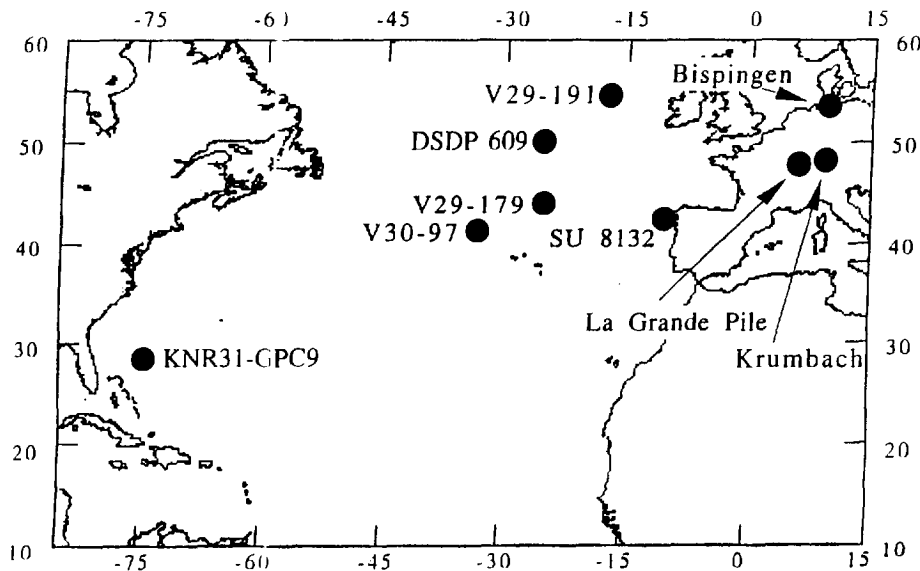 -75 -60 -45 -30 -15 0 15
60 60
Bispingen
V29-191
50 DSDP 609 50
V29-179
V30-97 SU 8132
40 40
La Grande Pile
30 KNR31-GPC9 Krumbach 30
20 20
10 10
-75 -60 -45 -30 -15 0 15